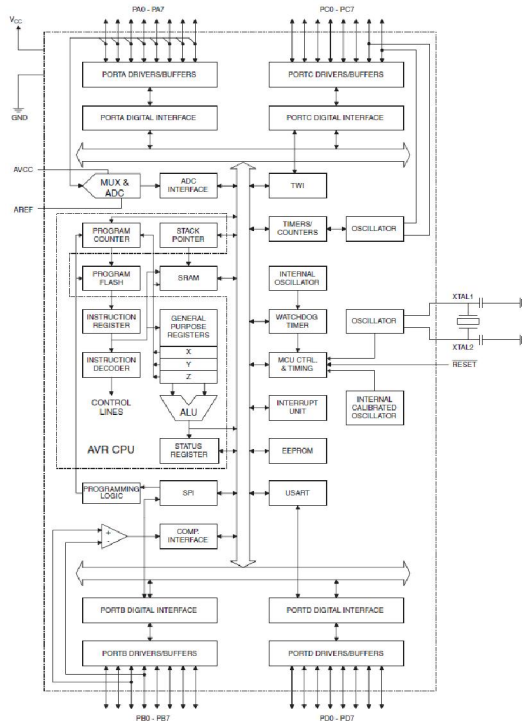 PA0 - PA7
PC0 - PC7
VCC
GND
PORTA DRIVERS/BUFFERS
PORTC DRIVERS/BUFFERS
PORTA DIGITAL INTERFACE
PORTC DIGITAL INTERFACE
AVCC
MUX &
ADC
ADC
INTERFACE
TWI
AREF
PROGRAM
COUNTER
STACK
POINTER
TIMERS/
COUNTERS
OSCILLATOR
PROGRAM
FLASH
SRAM
INTERNAL
OSCILLATOR
XTAL1
INSTRUCTION
REGISTER
GENERAL
PURPOSE
REGISTERS
WATCHDOG
TIMER
OSCILLATOR
XTAL2
X
Y
Z
INSTRUCTION
DECODER
MCU CTRL.
& TIMING
RESET
CONTROL
LINES
ALU
INTERRUPT
UNIT
INTERNAL
CALIBRATED
OSCILLATOR
AVR CPU
STATUS
REGISTER
EEPROM
PROGRAMMING
LOGIC
SPI
USART
+
-
COMP.
INTERFACE
PORTB DIGITAL INTERFACE
PORTD DIGITAL INTERFACE
PORTB DRIVERS/BUFFERS
PORTD DRIVERS/BUFFERS
PB0 - PB7
PD0 - PD7